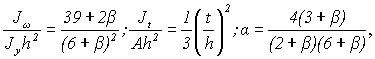 J_ω / (J_y h²) = (39 + 2β) / (6 + β)²; J_t / (Ah²) = (1/3)(t/h)²; α = 4(3 + β) / ((2 + β)(6 + β)),